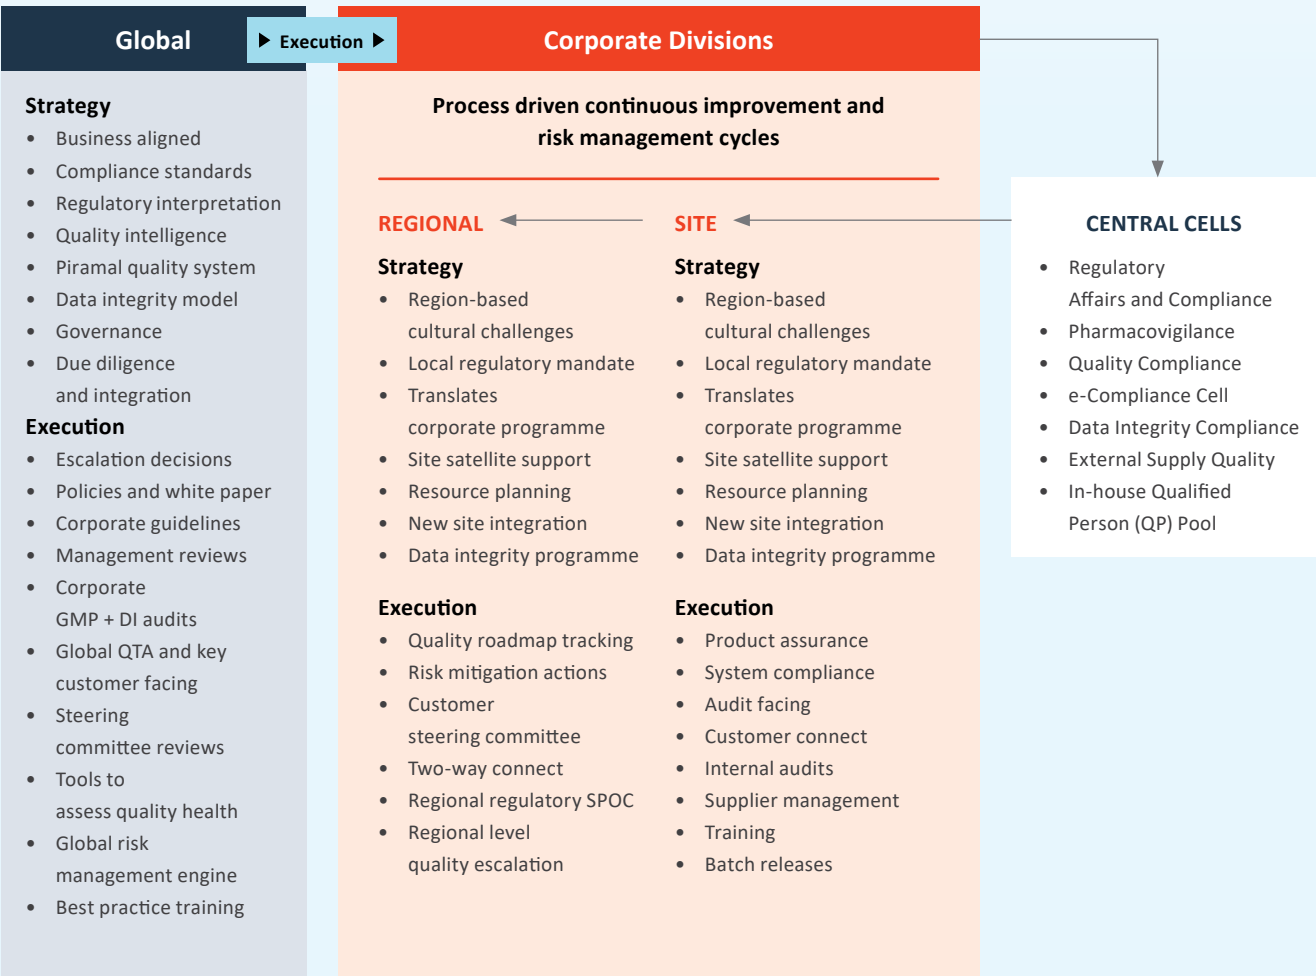 Global
Execution
Corporate Divisions
Strategy
• Business aligned
• Compliance standards
• Regulatory interpretation
• Quality intelligence
• Piramal quality system
• Data integrity model
• Governance
• Due diligence
and integration
Execution
• Escalation decisions
• Policies and white paper
• Corporate guidelines
• Management reviews
• Corporate
GMP + DI audits
• Global QTA and key
customer facing
• Steering
committee reviews
• Tools to
assess quality health
• Global risk
management engine
• Best practice training
Process driven continuous improvement and
risk management cycles
REGIONAL
Strategy
• Region-based
cultural challenges
• Local regulatory mandate
• Translates
corporate programme
• Site satellite support
• Resource planning
• New site integration
• Data integrity programme
Execution
• Quality roadmap tracking
• Risk mitigation actions
• Customer
steering committee
• Two-way connect
• Regional regulatory SPOC
• Regional level
quality escalation
SITE
Strategy
• Region-based
cultural challenges
• Local regulatory mandate
• Translates
corporate programme
• Site satellite support
• Resource planning
• New site integration
• Data integrity programme
Execution
• Product assurance
• System compliance
• Audit facing
• Customer connect
• Internal audits
• Supplier management
• Training
• Batch releases
CENTRAL CELLS
• Regulatory
Affairs and Compliance
• Pharmacovigilance
• Quality Compliance
• e-Compliance Cell
• Data Integrity Compliance
• External Supply Quality
• In-house Qualified
Person (QP) Pool